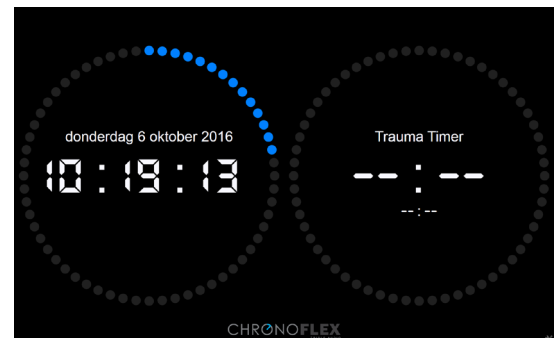 donderdag 6 oktober 2016
10:19:13
Trauma Timer
--:--
--:--
CHRONOFLEX